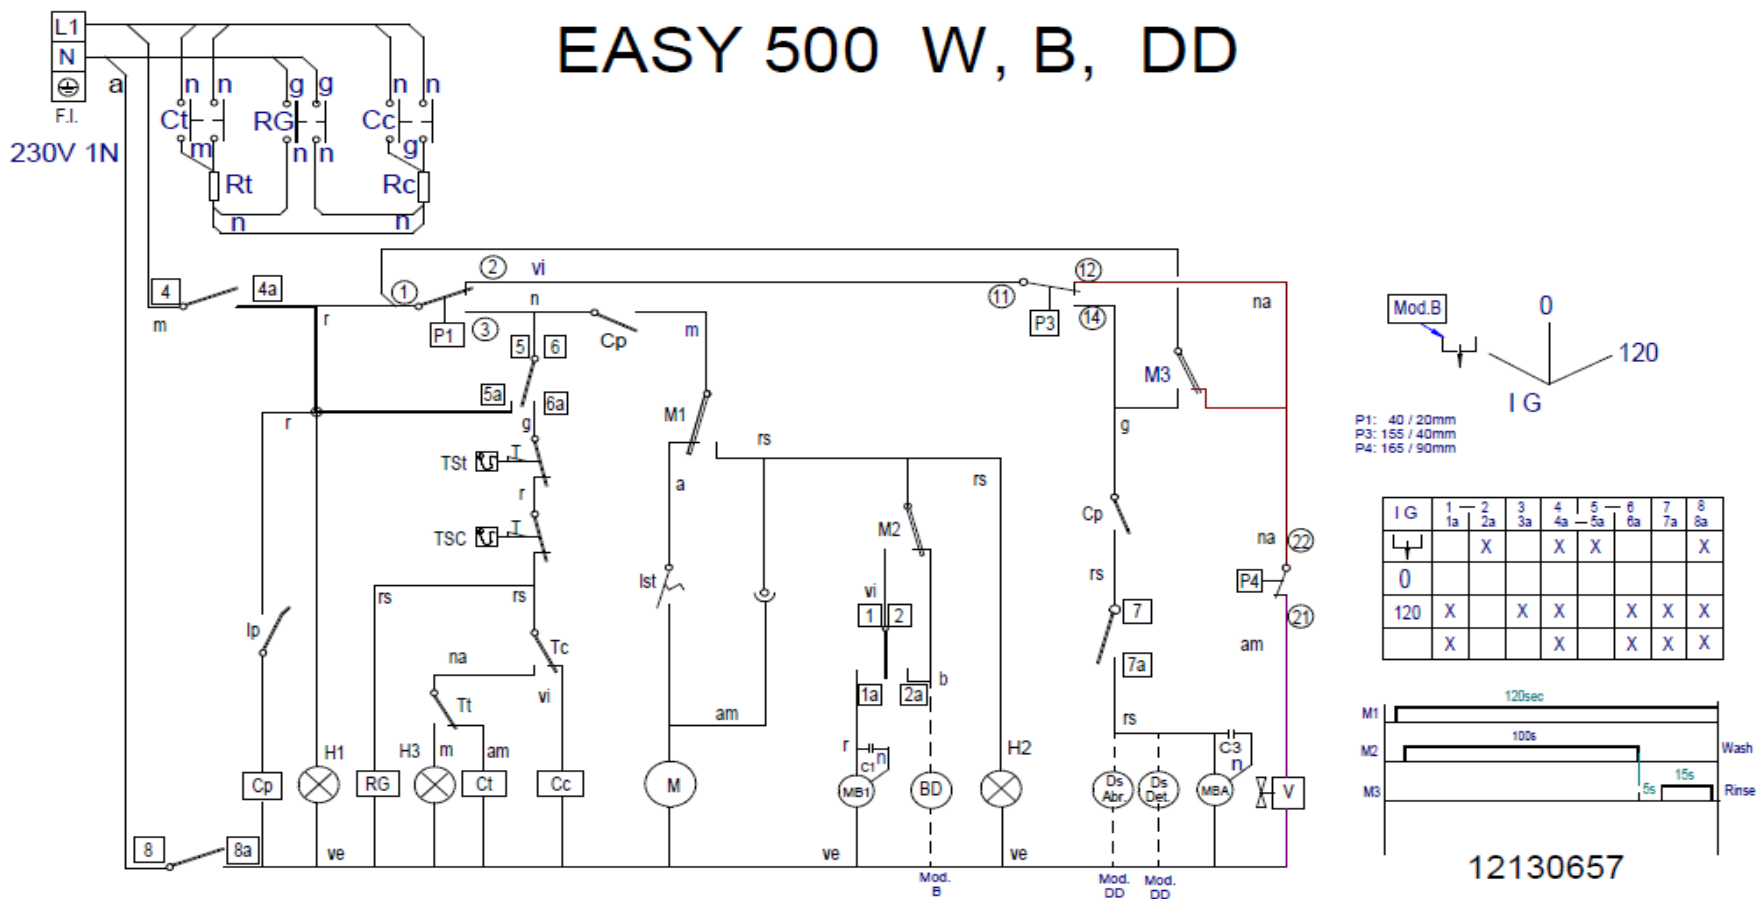 EASY 500 W, B, DD
L1
N
a
F.I.
230V 1N
n n g g n n
Ct RG Cc
m n n g
Rt Rc
n n
4 4a 1 2 vi 11 12
m r P1 3 n Cp m P3 14 na
5 6
5a 6a
r g M1 rs M3 g
TSt
r a rs
TSC M2 Cp na 22
rs rs Ist vi rs P4
Ip 1 2 7 21
Tc 7a am
na vi 1a 2a b
Tt am rs
H1 H3 m am r C1 n H2 C3 n
Cp RG Ct Cc M MB1 BD Ds Abr. Ds Det. MBA V
8 8a ve ve ve
Mod. B
Mod. DD
Mod. DD
Mod.B 0
120
I G
P1: 40 / 20mm
P3: 155 / 40mm
P4: 165 / 90mm
I G 1 2 3 4 5 6 7 8
1a 2a 3a 4a 5a 6a 7a 8a
X X X X
0
120 X X X X X X
X X X X X
120sec
M1
100s
M2 Wash
15s
M3 5s Rinse
12130657